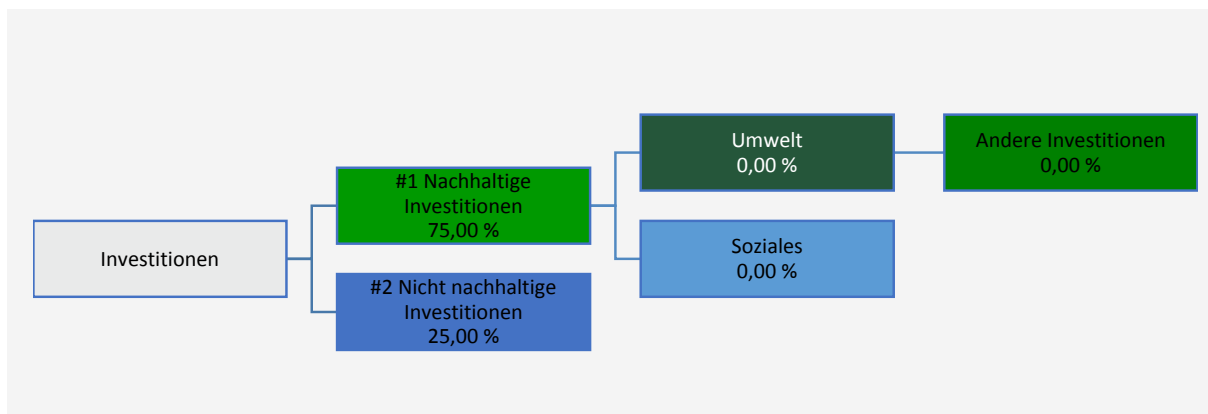 Investitionen
#1 Nachhaltige
Investitionen
75,00 %
#2 Nicht nachhaltige
Investitionen
25,00 %
Umwelt
0,00 %
Soziales
0,00 %
Andere Investitionen
0,00 %